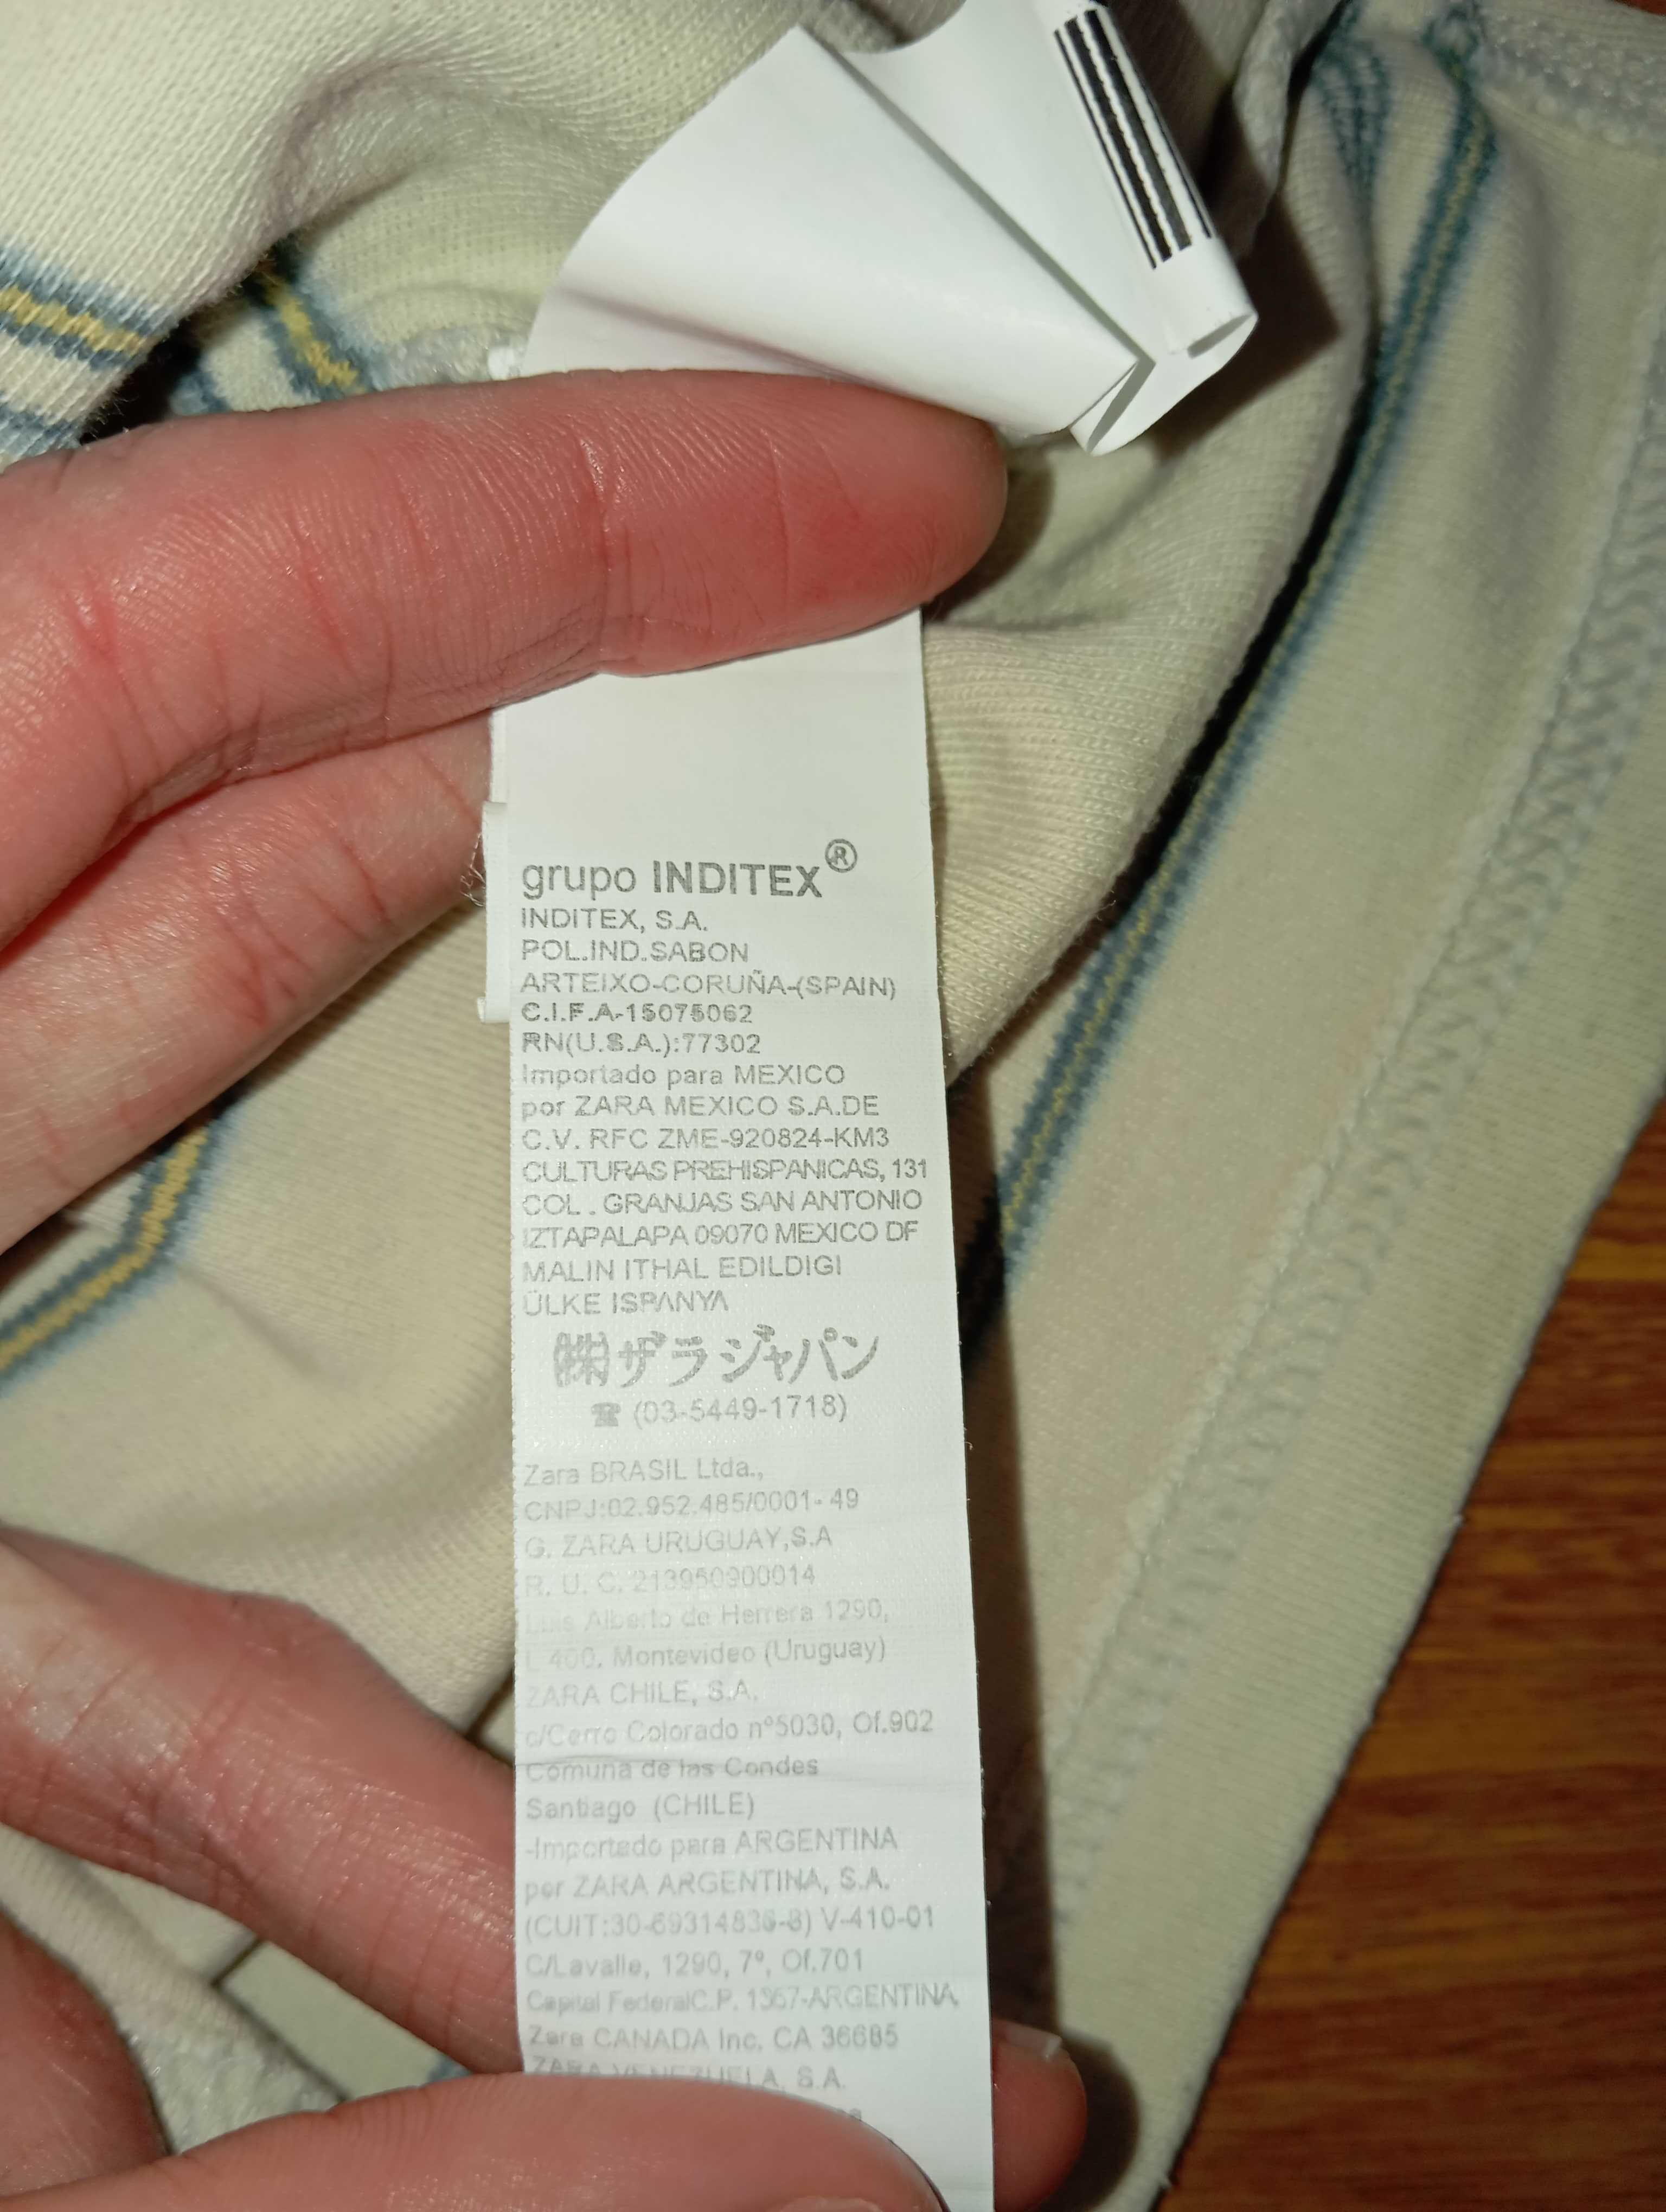 grupo INDITEX®
INDITEX, S.A.
POL.IND.SABON
ARTEIXO-CORUÑA-(SPAIN)
C.I.F.A-15075062
RN(U.S.A.):77302
Importado para MEXICO
por ZARA MEXICO S.A.DE
C.V. RFC ZME-920824-KM3
CULTURAS PREHISPANICAS, 131
COL . GRANJAS SAN ANTONIO
IZTAPALAPA 09070 MEXICO DF
MALIN ITHAL EDILDIGI
ÜLKE ISPANYA
㈱ザラジャパン
☎ (03-5449-1718)
Zara BRASIL Ltda.,
CNPJ:02.952.485/0001- 49
G. ZARA URUGUAY,S.A
R. U. C. 213950900014
Luis Alberto de Herrera 1290,
L 400. Montevideo (Uruguay)
ZARA CHILE, S.A.
c/Cerro Colorado nº5030, Of.902
Comuna de las Condes
Santiago (CHILE)
-Importado para ARGENTINA
por ZARA ARGENTINA, S.A.
(CUIT:30-69314836-8) V-410-01
C/Lavalle, 1290, 7º, Of.701
Capital FederalC.P. ARGENTINA
Zara CANADA Inc. CA 36685
ZARA VENEZUELA, S.A.